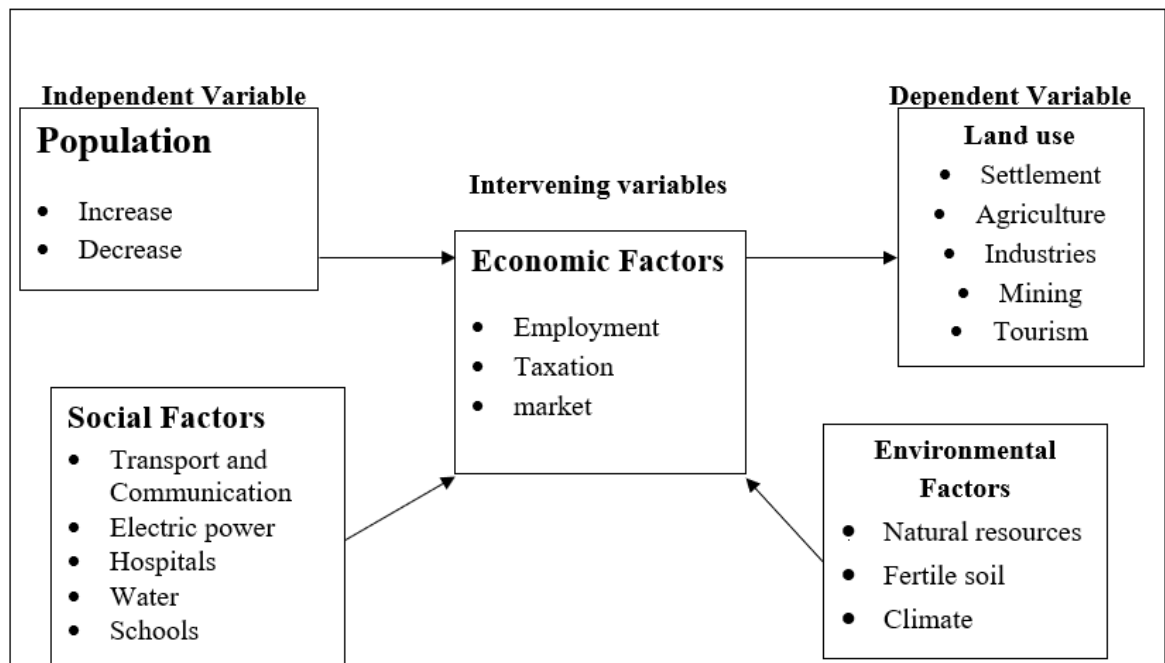 Independent Variable
Population
• Increase
• Decrease
Intervening variables
Economic Factors
• Employment
• Taxation
• market
Dependent Variable
Land use
• Settlement
• Agriculture
• Industries
• Mining
• Tourism
Social Factors
• Transport and
Communication
• Electric power
• Hospitals
• Water
• Schools
Environmental
Factors
• Natural resources
• Fertile soil
• Climate